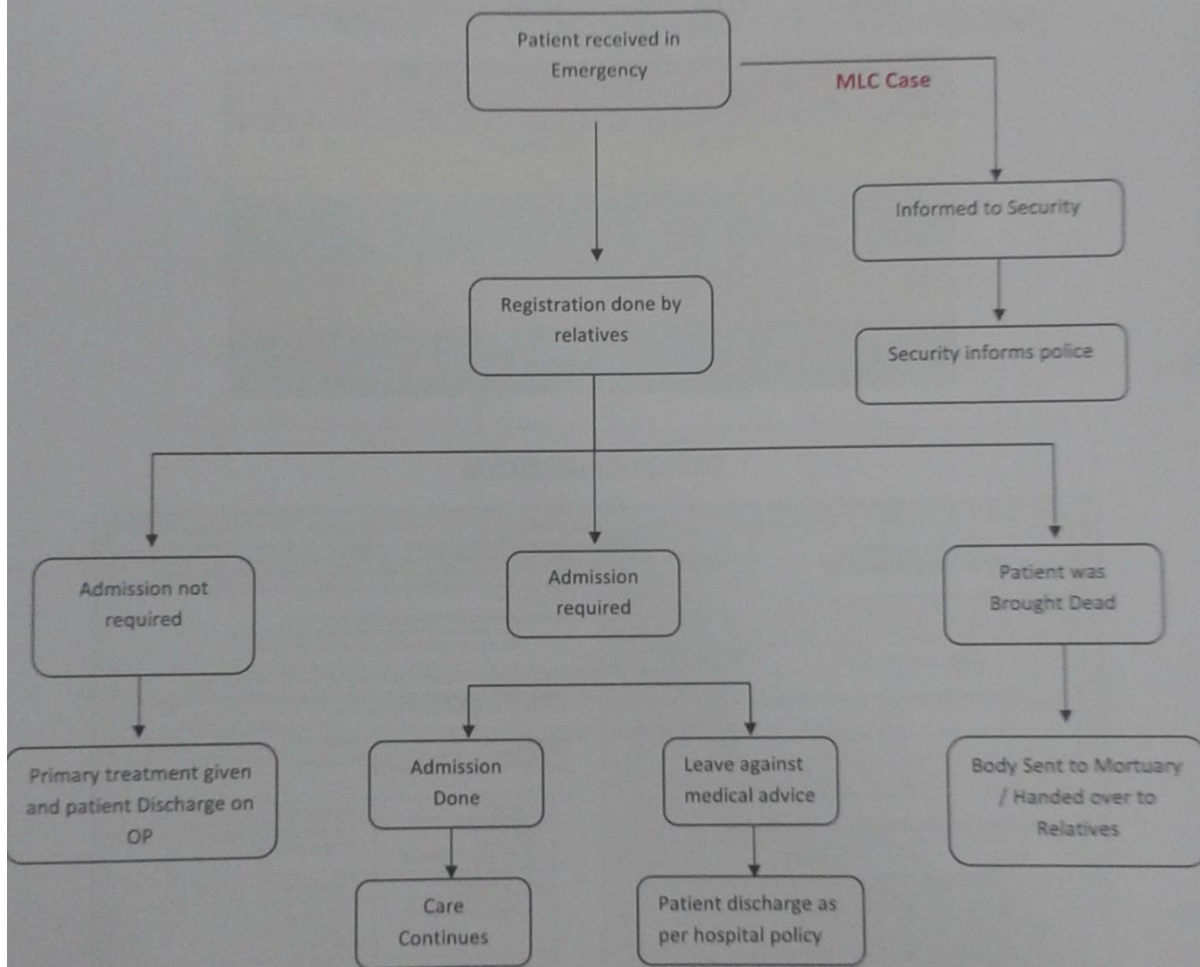 Patient received in
Emergency
MLC Case
Informed to Security
Registration done by
relatives
Security informs police
Admission not
required
Admission
required
Patient was
Brought Dead
Primary treatment given
and patient Discharge on
OP
Admission
Done
Leave against
medical advice
Body Sent to Mortuary
/ Handed over to
Relatives
Care
Continues
Patient discharge as
per hospital policy